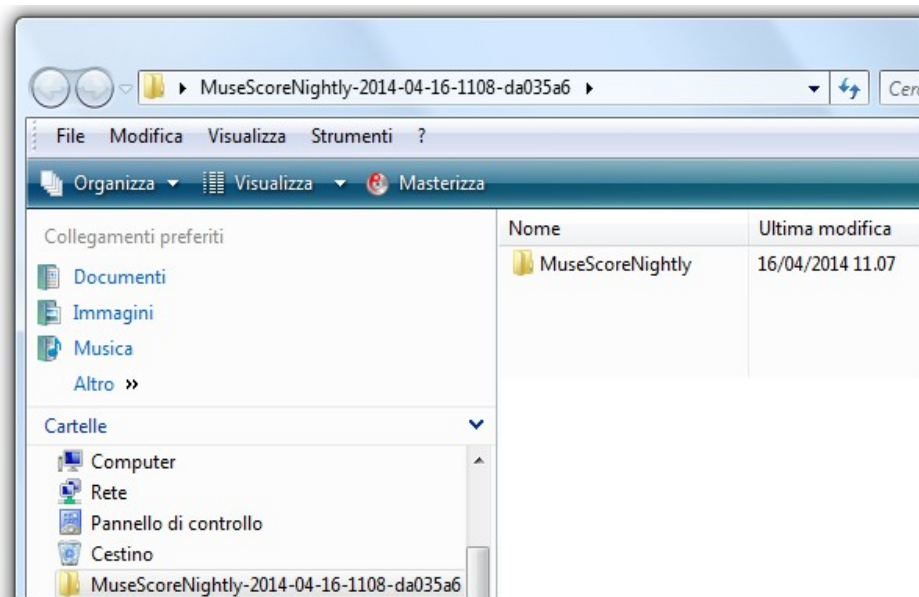 MuseScoreNightly-2014-04-16-1108-da035a6
File Modifica Visualizza Strumenti ?
Organizza Visualizza Masterizza
Collegamenti preferiti
Documenti
Immagini
Musica
Altro »
Cartelle
Computer
Rete
Pannello di controllo
Cestino
MuseScoreNightly-2014-04-16-1108-da035a6
Nome Ultima modifica
MuseScoreNightly 16/04/2014 11.07